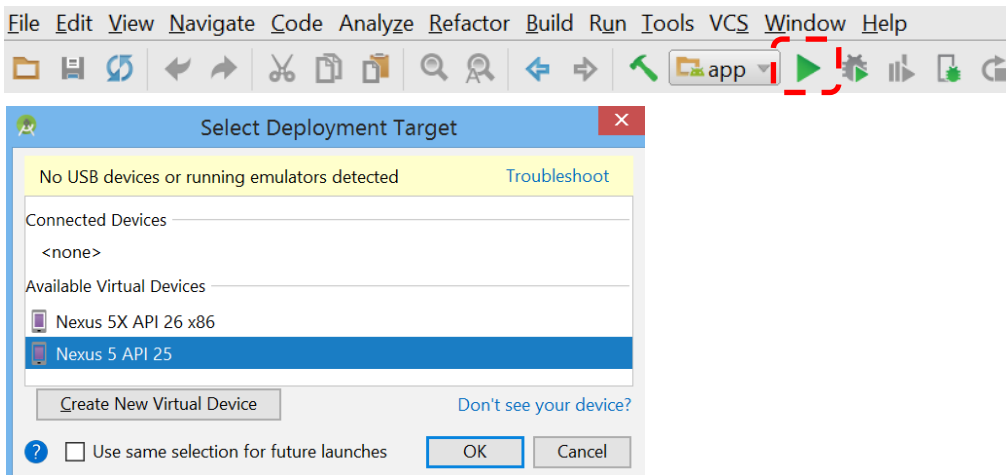 File Edit View Navigate Code Analyze Refactor Build Run Tools VCS Window Help
app
Select Deployment Target
No USB devices or running emulators detected Troubleshoot
Connected Devices
<none>
Available Virtual Devices
Nexus 5X API 26 x86
Nexus 5 API 25
Create New Virtual Device Don't see your device?
? Use same selection for future launches OK Cancel